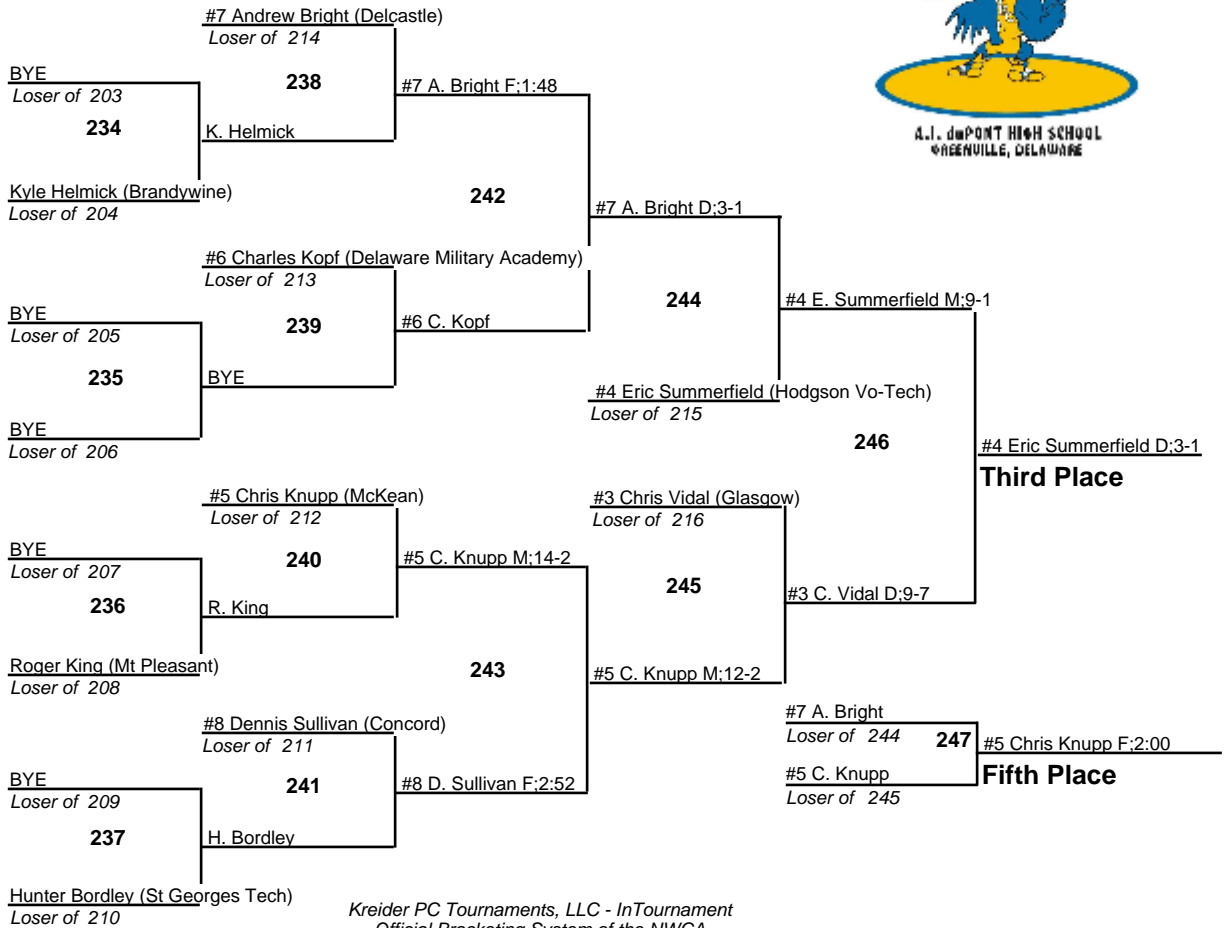 #7 Andrew Bright (Delcastle)
Loser of 214
BYE
Loser of 203
238
#7 A. Bright F;1:48
234
K. Helmick
A.I. duPONT HIGH SCHOOL
GREENVILLE, DELAWARE
Kyle Helmick (Brandywine)
Loser of 204
242
#7 A. Bright D;3-1
#6 Charles Kopf (Delaware Military Academy)
Loser of 213
BYE
Loser of 205
239
#6 C. Kopf
244
#4 E. Summerfield M;9-1
235
BYE
#4 Eric Summerfield (Hodgson Vo-Tech)
Loser of 215
BYE
Loser of 206
246
#4 Eric Summerfield D;3-1
Third Place
#5 Chris Knupp (McKean)
Loser of 212
#3 Chris Vidal (Glasgow)
Loser of 216
BYE
Loser of 207
240
#5 C. Knupp M;14-2
245
236
R. King
#3 C. Vidal D;9-7
Roger King (Mt Pleasant)
Loser of 208
243
#5 C. Knupp M;12-2
#8 Dennis Sullivan (Concord)
Loser of 211
#7 A. Bright
Loser of 244
247
#5 Chris Knupp F;2:00
Fifth Place
#5 C. Knupp
Loser of 245
BYE
Loser of 209
241
#8 D. Sullivan F;2:52
237
H. Bordley
Hunter Bordley (St Georges Tech)
Loser of 210
Kreider PC Tournaments, LLC - InTournament
Official Bracketing System of the NWCA